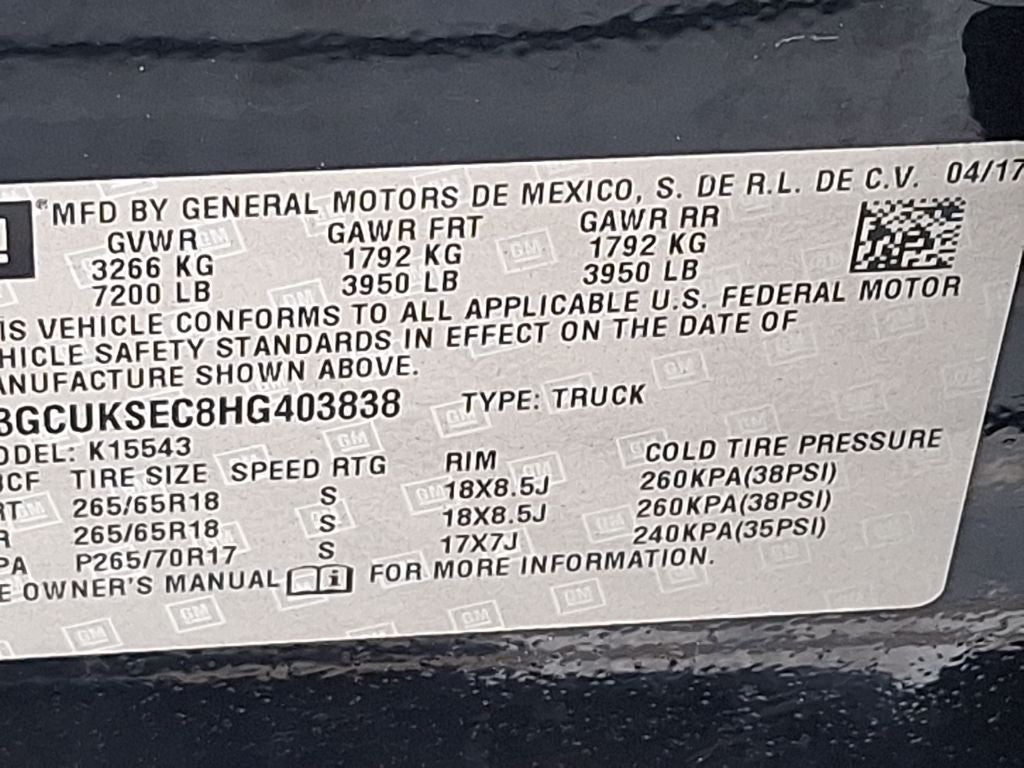 MFD BY GENERAL MOTORS DE MEXICO, S. DE R.L. DE C.V. 04/17
GVWR GAWR FRT GAWR RR
3266 KG 1792 KG 1792 KG
7200 LB 3950 LB 3950 LB
IS VEHICLE CONFORMS TO ALL APPLICABLE U.S. FEDERAL MOTOR
HICLE SAFETY STANDARDS IN EFFECT ON THE DATE OF
ANUFACTURE SHOWN ABOVE.
3GCUKSEC8HG403838 TYPE: TRUCK
ODEL: K15543
CF TIRE SIZE SPEED RTG RIM COLD TIRE PRESSURE
RT 265/65R18 S 18X8.5J 260KPA(38PSI)
R 265/65R18 S 18X8.5J 260KPA(38PSI)
PA P265/70R17 S 17X7J 240KPA(35PSI)
E OWNER'S MANUAL i FOR MORE INFORMATION.